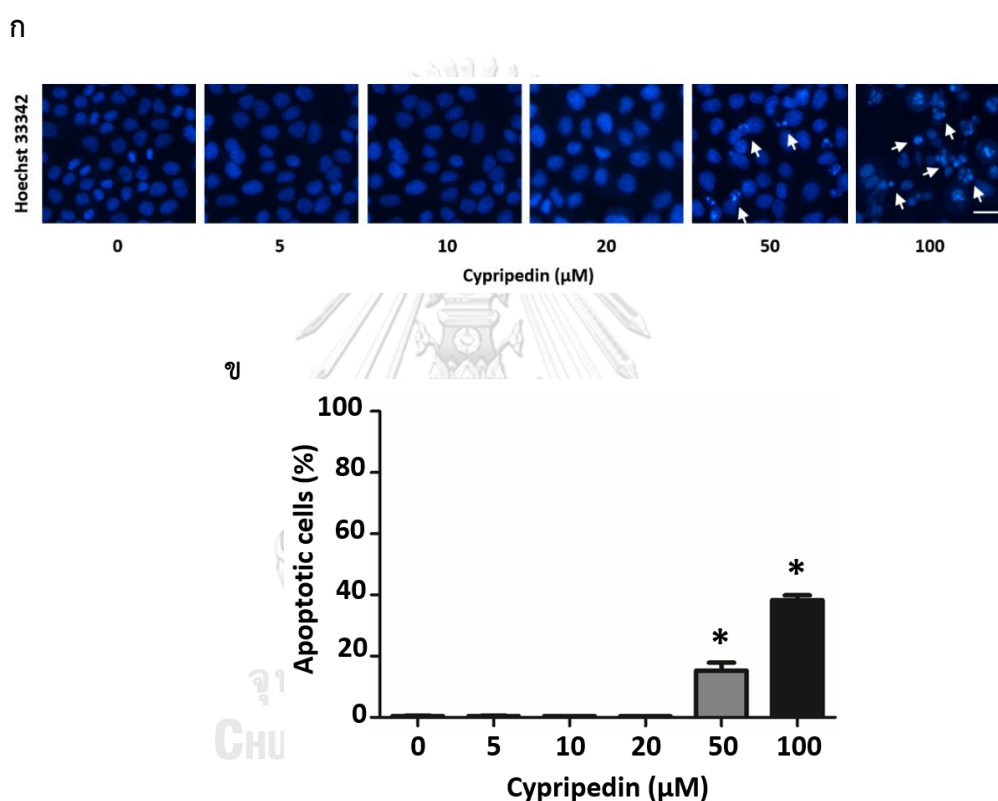 ก
Hoechst 33342
0 5 10 20 50 100
Cypripedin (µM)
ข
Apoptotic cells (%)
100
80
60
40
20
0
* *
0 5 10 20 50 100
Cypripedin (µM)
CHU